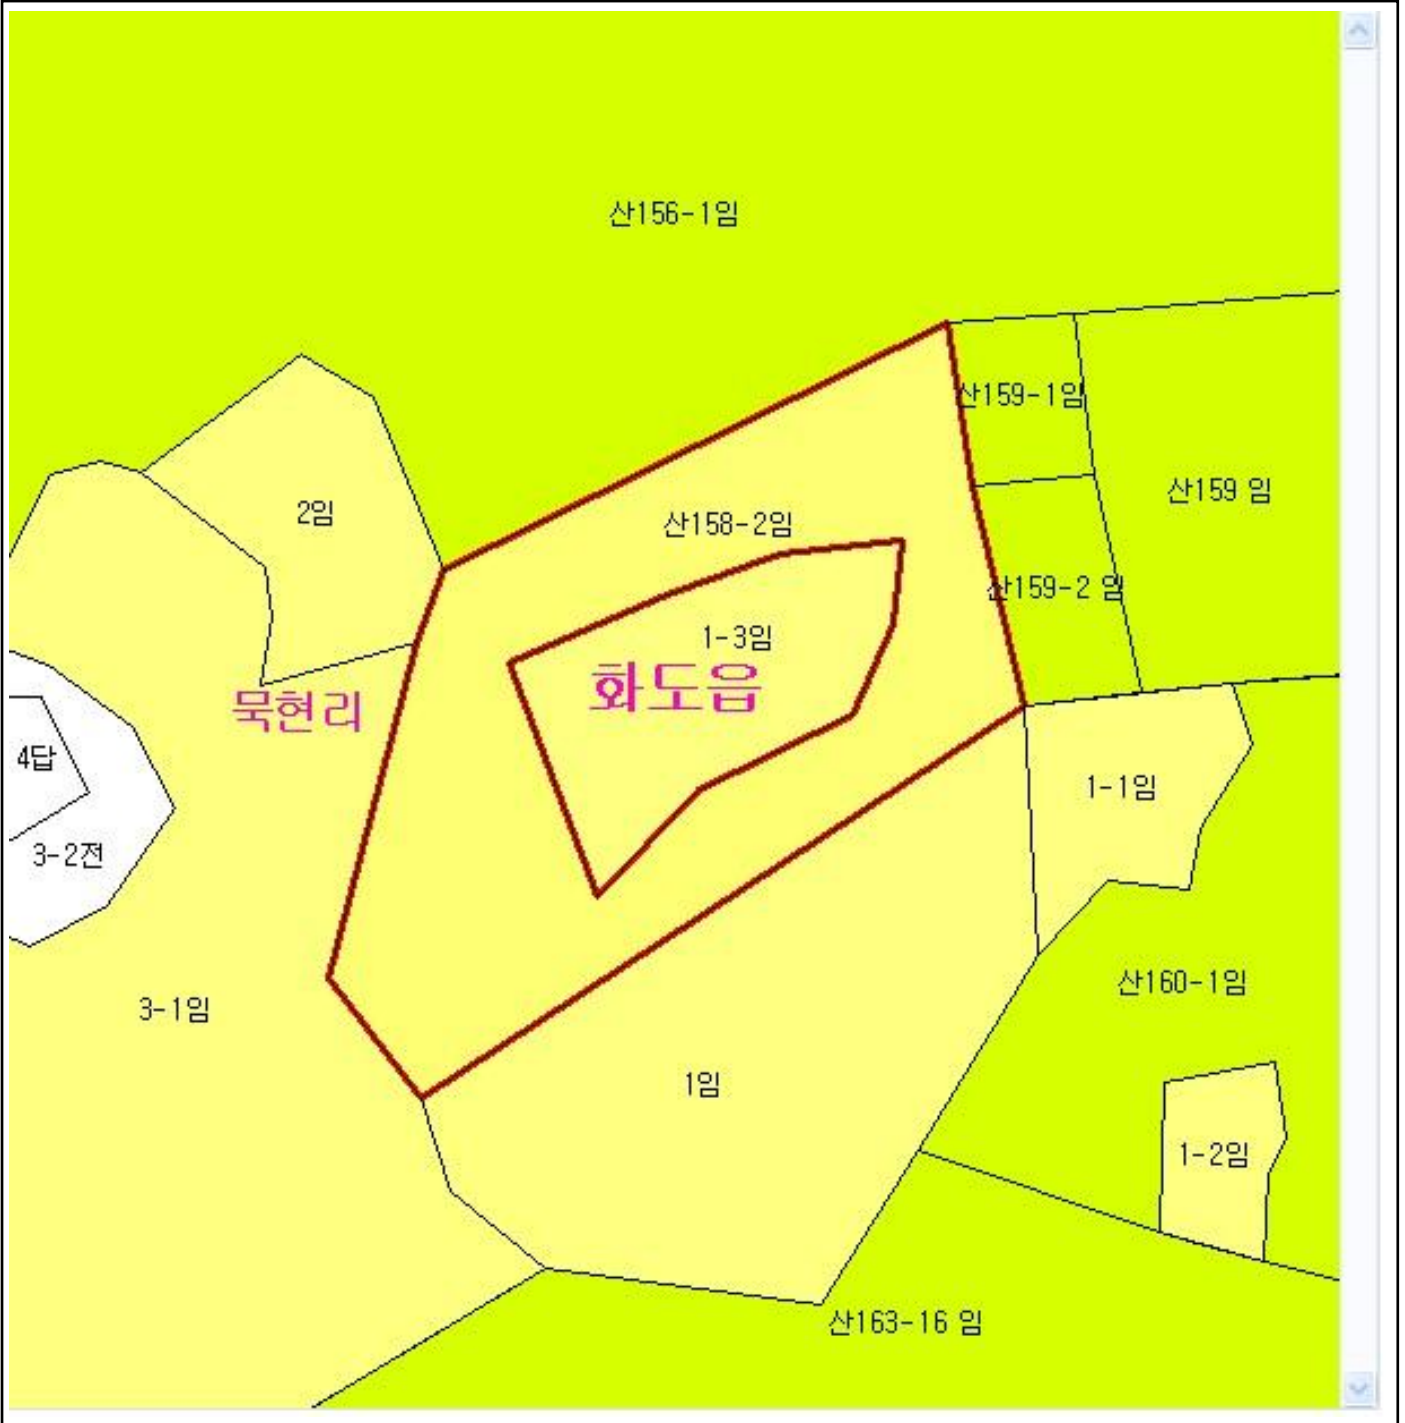 산156-1임
산159-1임
산159 임
2임
산158-2임
산159-2 임
1-3임
화도읍
묵현리
4답
1-1임
3-2전
산160-1임
3-1임
1임
1-2임
산163-16 임